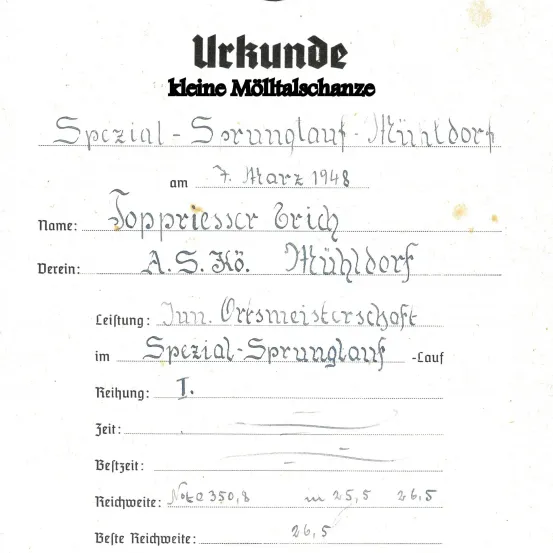 Urkunde
kleine Mölltalschanze
Spezial-Sprunglauf-Mühldorf
am 7. März 1948
Name: Toppriesser Erich
Verein: A.S.Kö. Mühldorf
Leistung: Jun. Ortsmeisterschaft
im Spezial-Sprunglauf -Lauf
Reihung: I.
Zeit: —
Bestzeit: —
Reichweite: Note 350,8 m 25,5 26,5
Beste Reichweite: 26,5